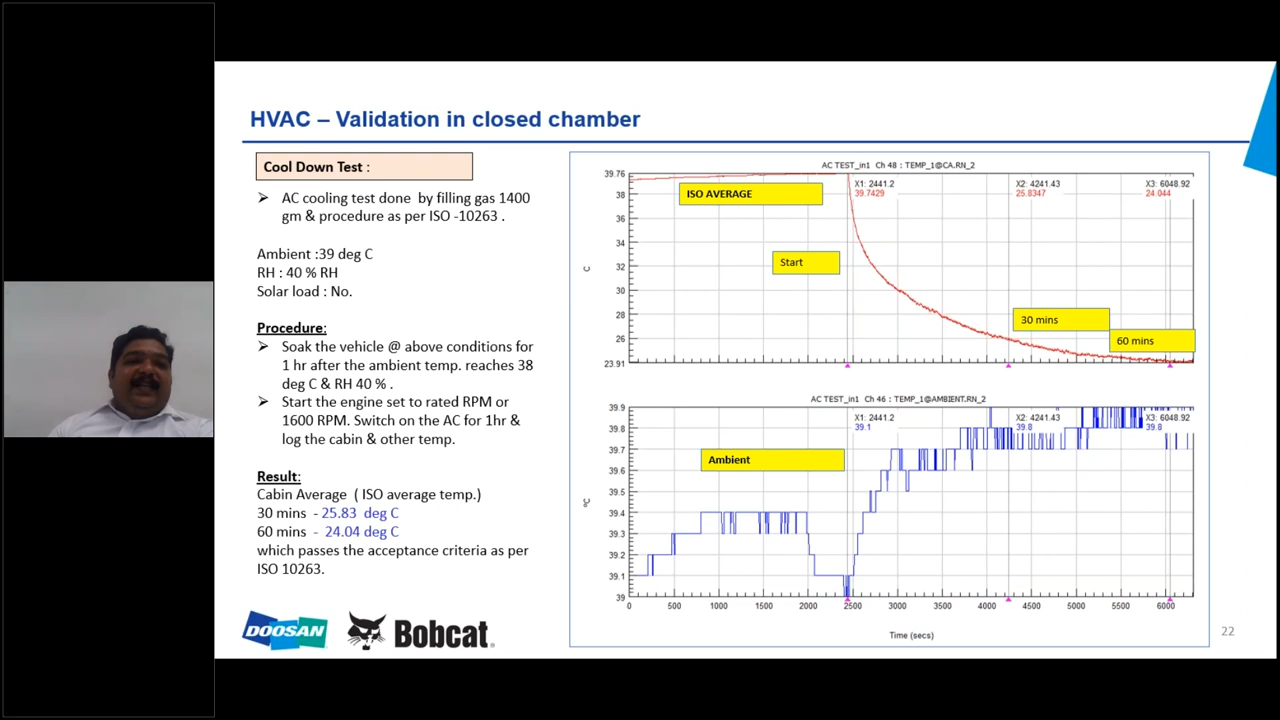 HVAC – Validation in closed chamber
Cool Down Test :
➢ AC cooling test done by filling gas 1400
gm & procedure as per ISO -10263 .
Ambient :39 deg C
RH : 40 % RH
Solar load : No.
Procedure:
➢ Soak the vehicle @ above conditions for
1 hr after the ambient temp. reaches 38
deg C & RH 40 % .
➢ Start the engine set to rated RPM or
1600 RPM. Switch on the AC for 1hr &
log the cabin & other temp.
Result:
Cabin Average ( ISO average temp.)
30 mins - 25.83 deg C
60 mins - 24.04 deg C
which passes the acceptance criteria as per
ISO 10263.
DOOSAN
Bobcat
AC TEST_in1 Ch 48 : TEMP_1@CA.RN_2
39.76
38
36
34
32
30
28
26
23.91
C
ISO AVERAGE
X1: 2441.2
39.7429
X2: 4241.43
25.8347
X3: 6048.92
24.044
Start
30 mins
60 mins
AC TEST_in1 Ch 46 : TEMP_1@AMBIENT.RN_2
39.9
39.8
39.7
39.6
39.5
39.4
39.3
39.2
39.1
39
ºC
X1: 2441.2
39.1
X2: 4241.43
39.8
X3: 6048.92
39.8
Ambient
0 500 1000 1500 2000 2500 3000 3500 4000 4500 5000 5500 6000
Time (secs)
22